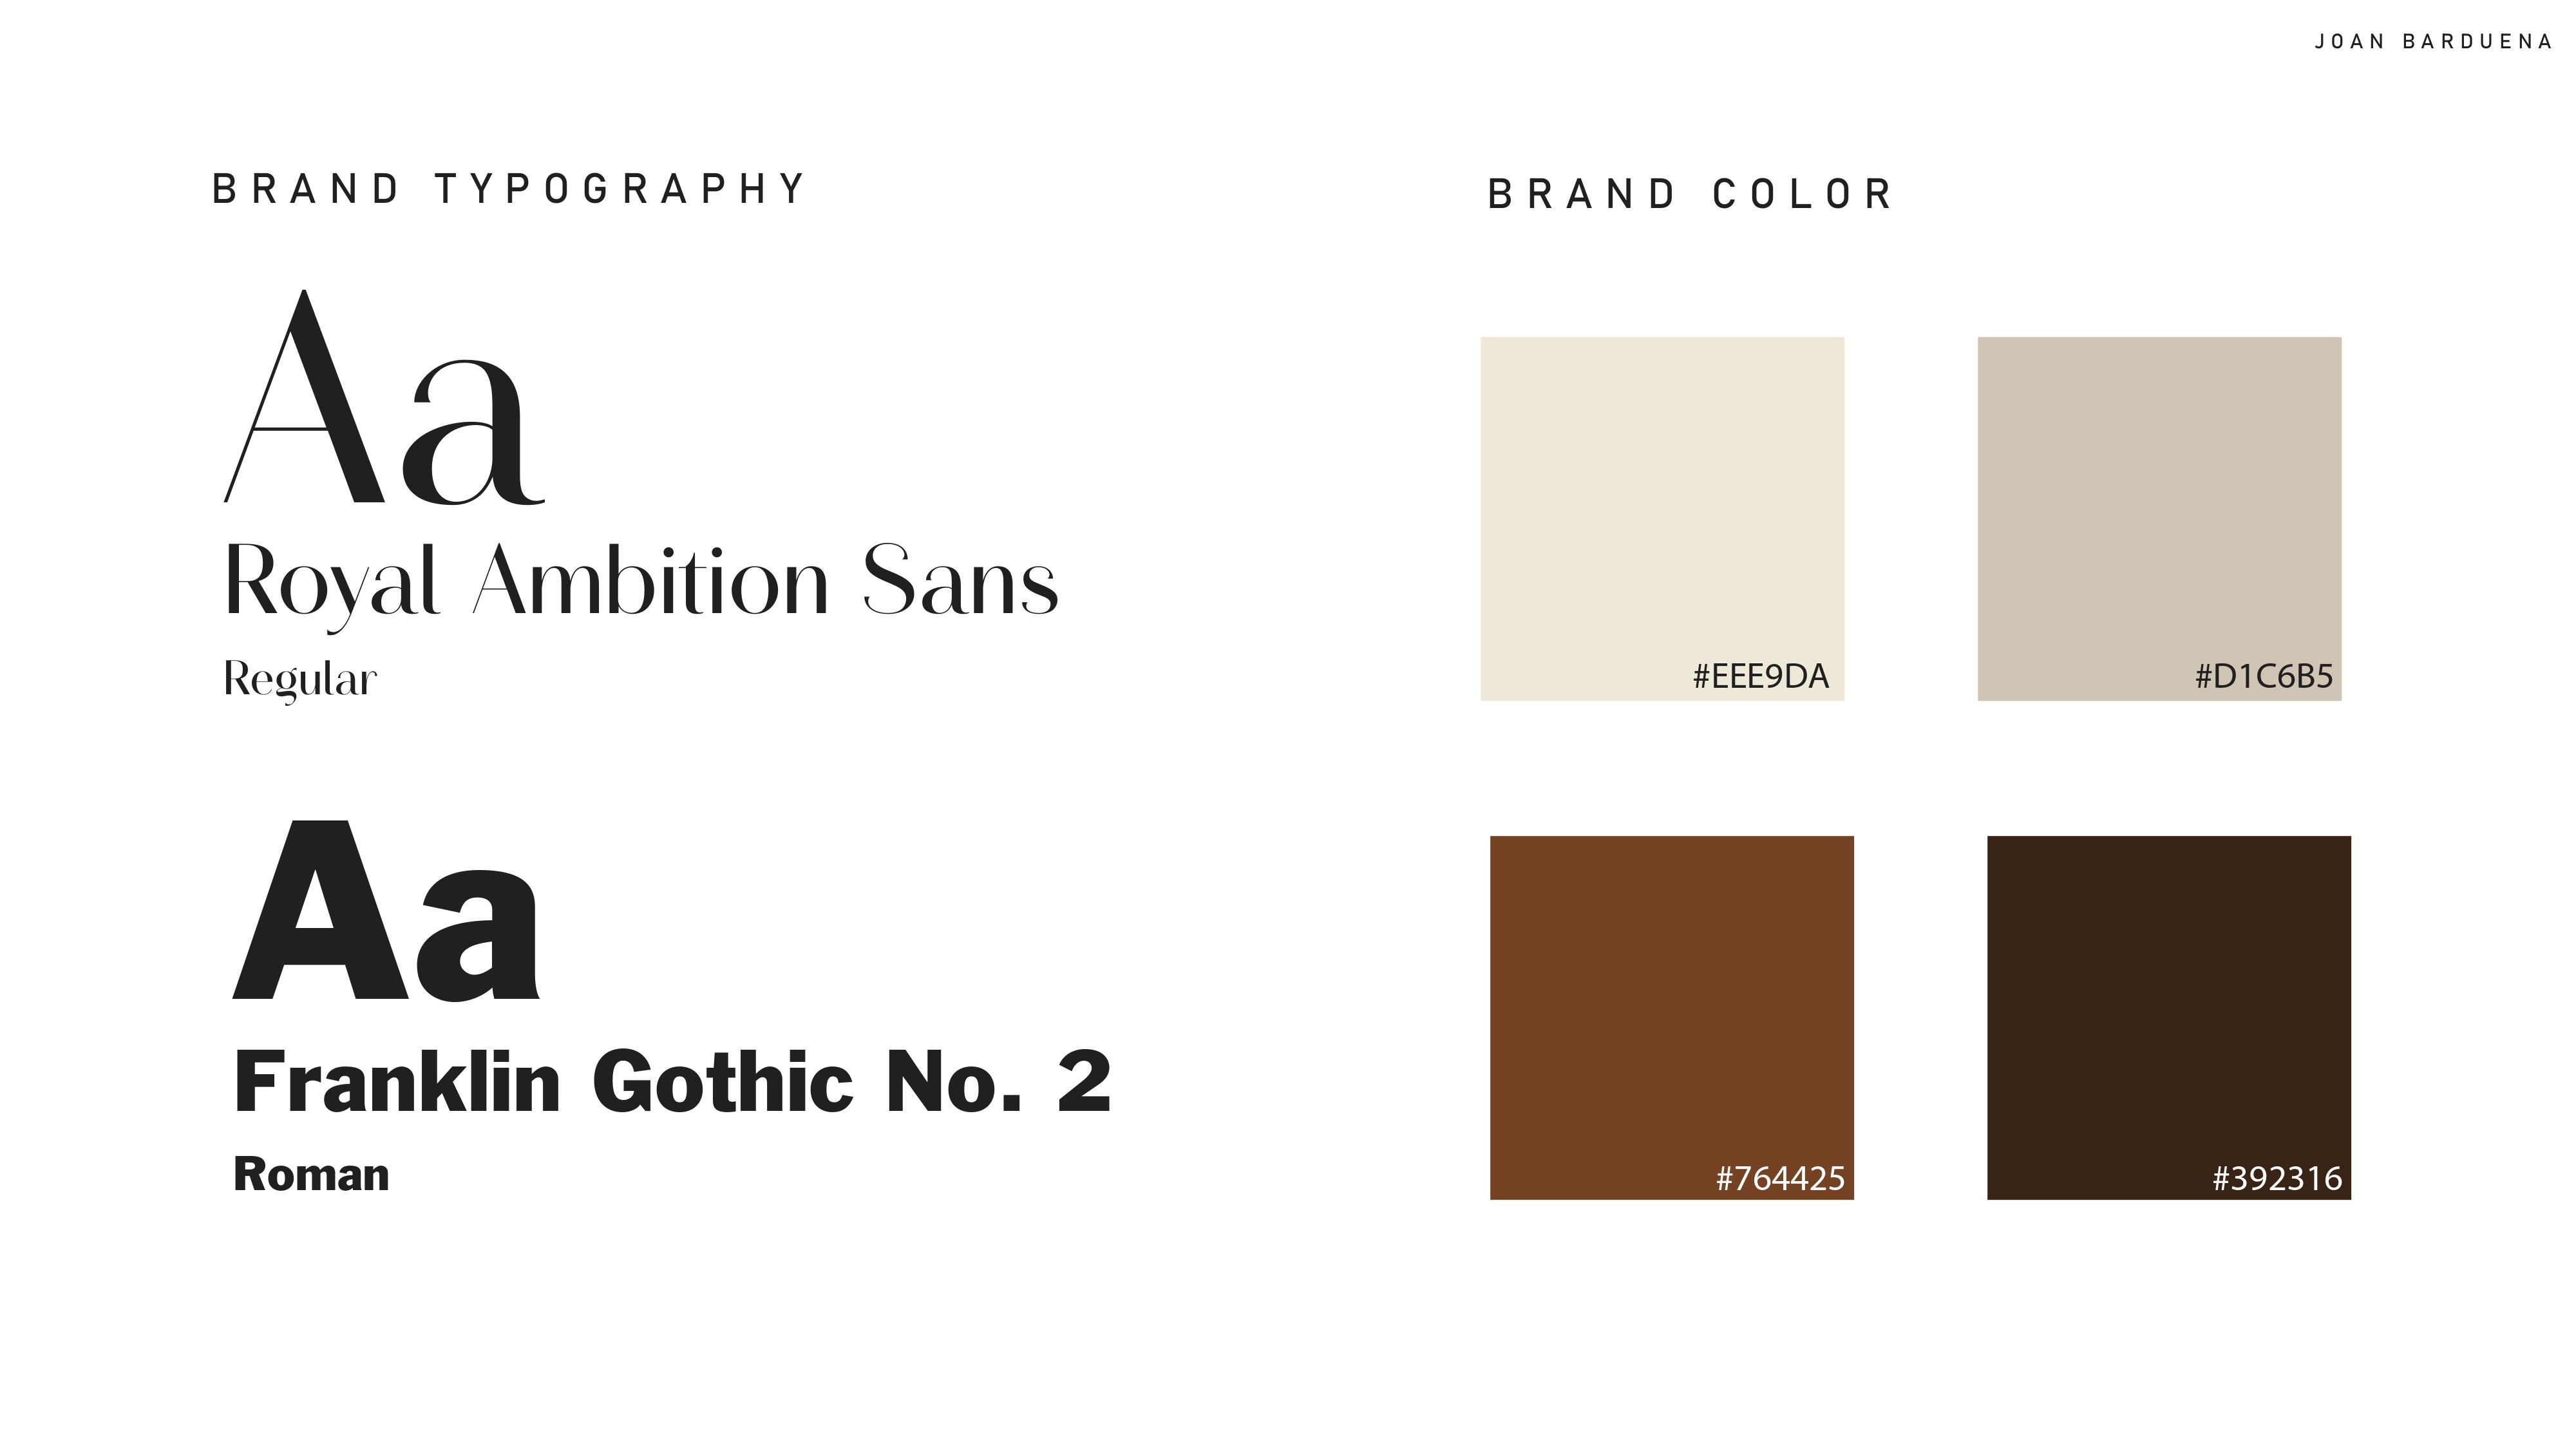 JOAN BARDUENA
BRAND TYPOGRAPHY
Aa
Royal Ambition Sans
Regular
Aa
Franklin Gothic No. 2
Roman
BRAND COLOR
#EEE9DA
#D1C6B5
#764425
#392316